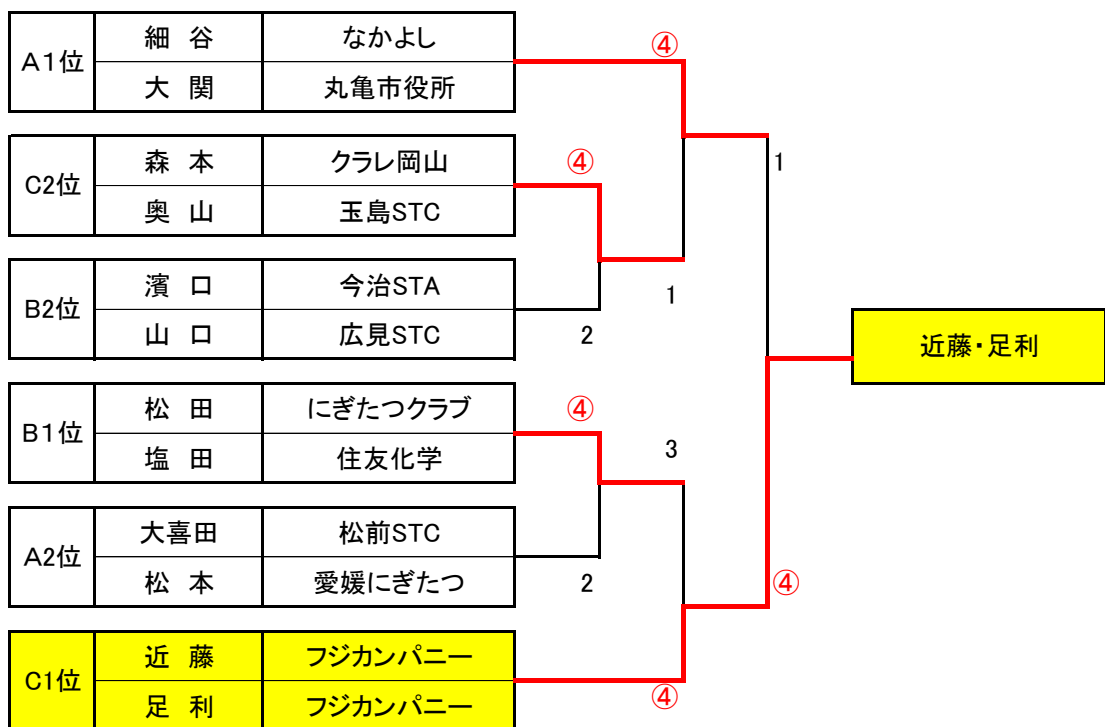 A1位 細 谷 なかよし
大 関 丸亀市役所
④
C2位 森 本 クラレ岡山
奥 山 玉島STC
④
1
B2位 濱 口 今治STA
山 口 広見STC
2
1
近藤・足利
B1位 松 田 にぎたつクラブ
塩 田 住友化学
④
3
A2位 大喜田 松前STC
松 本 愛媛にぎたつ
2
④
C1位 近 藤 フジカンパニー
足 利 フジカンパニー
④